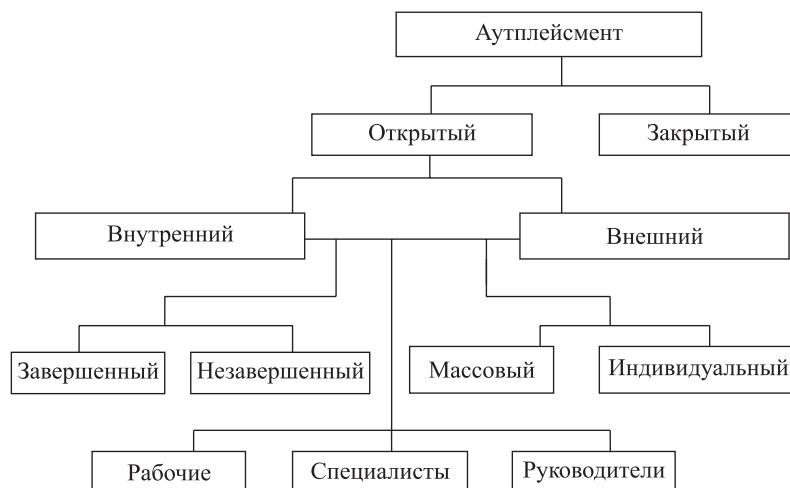 Аутплейсмент
Открытый
Закрытый
Внутренний
Внешний
Завершенный
Незавершенный
Массовый
Индивидуальный
Рабочие
Специалисты
Руководители